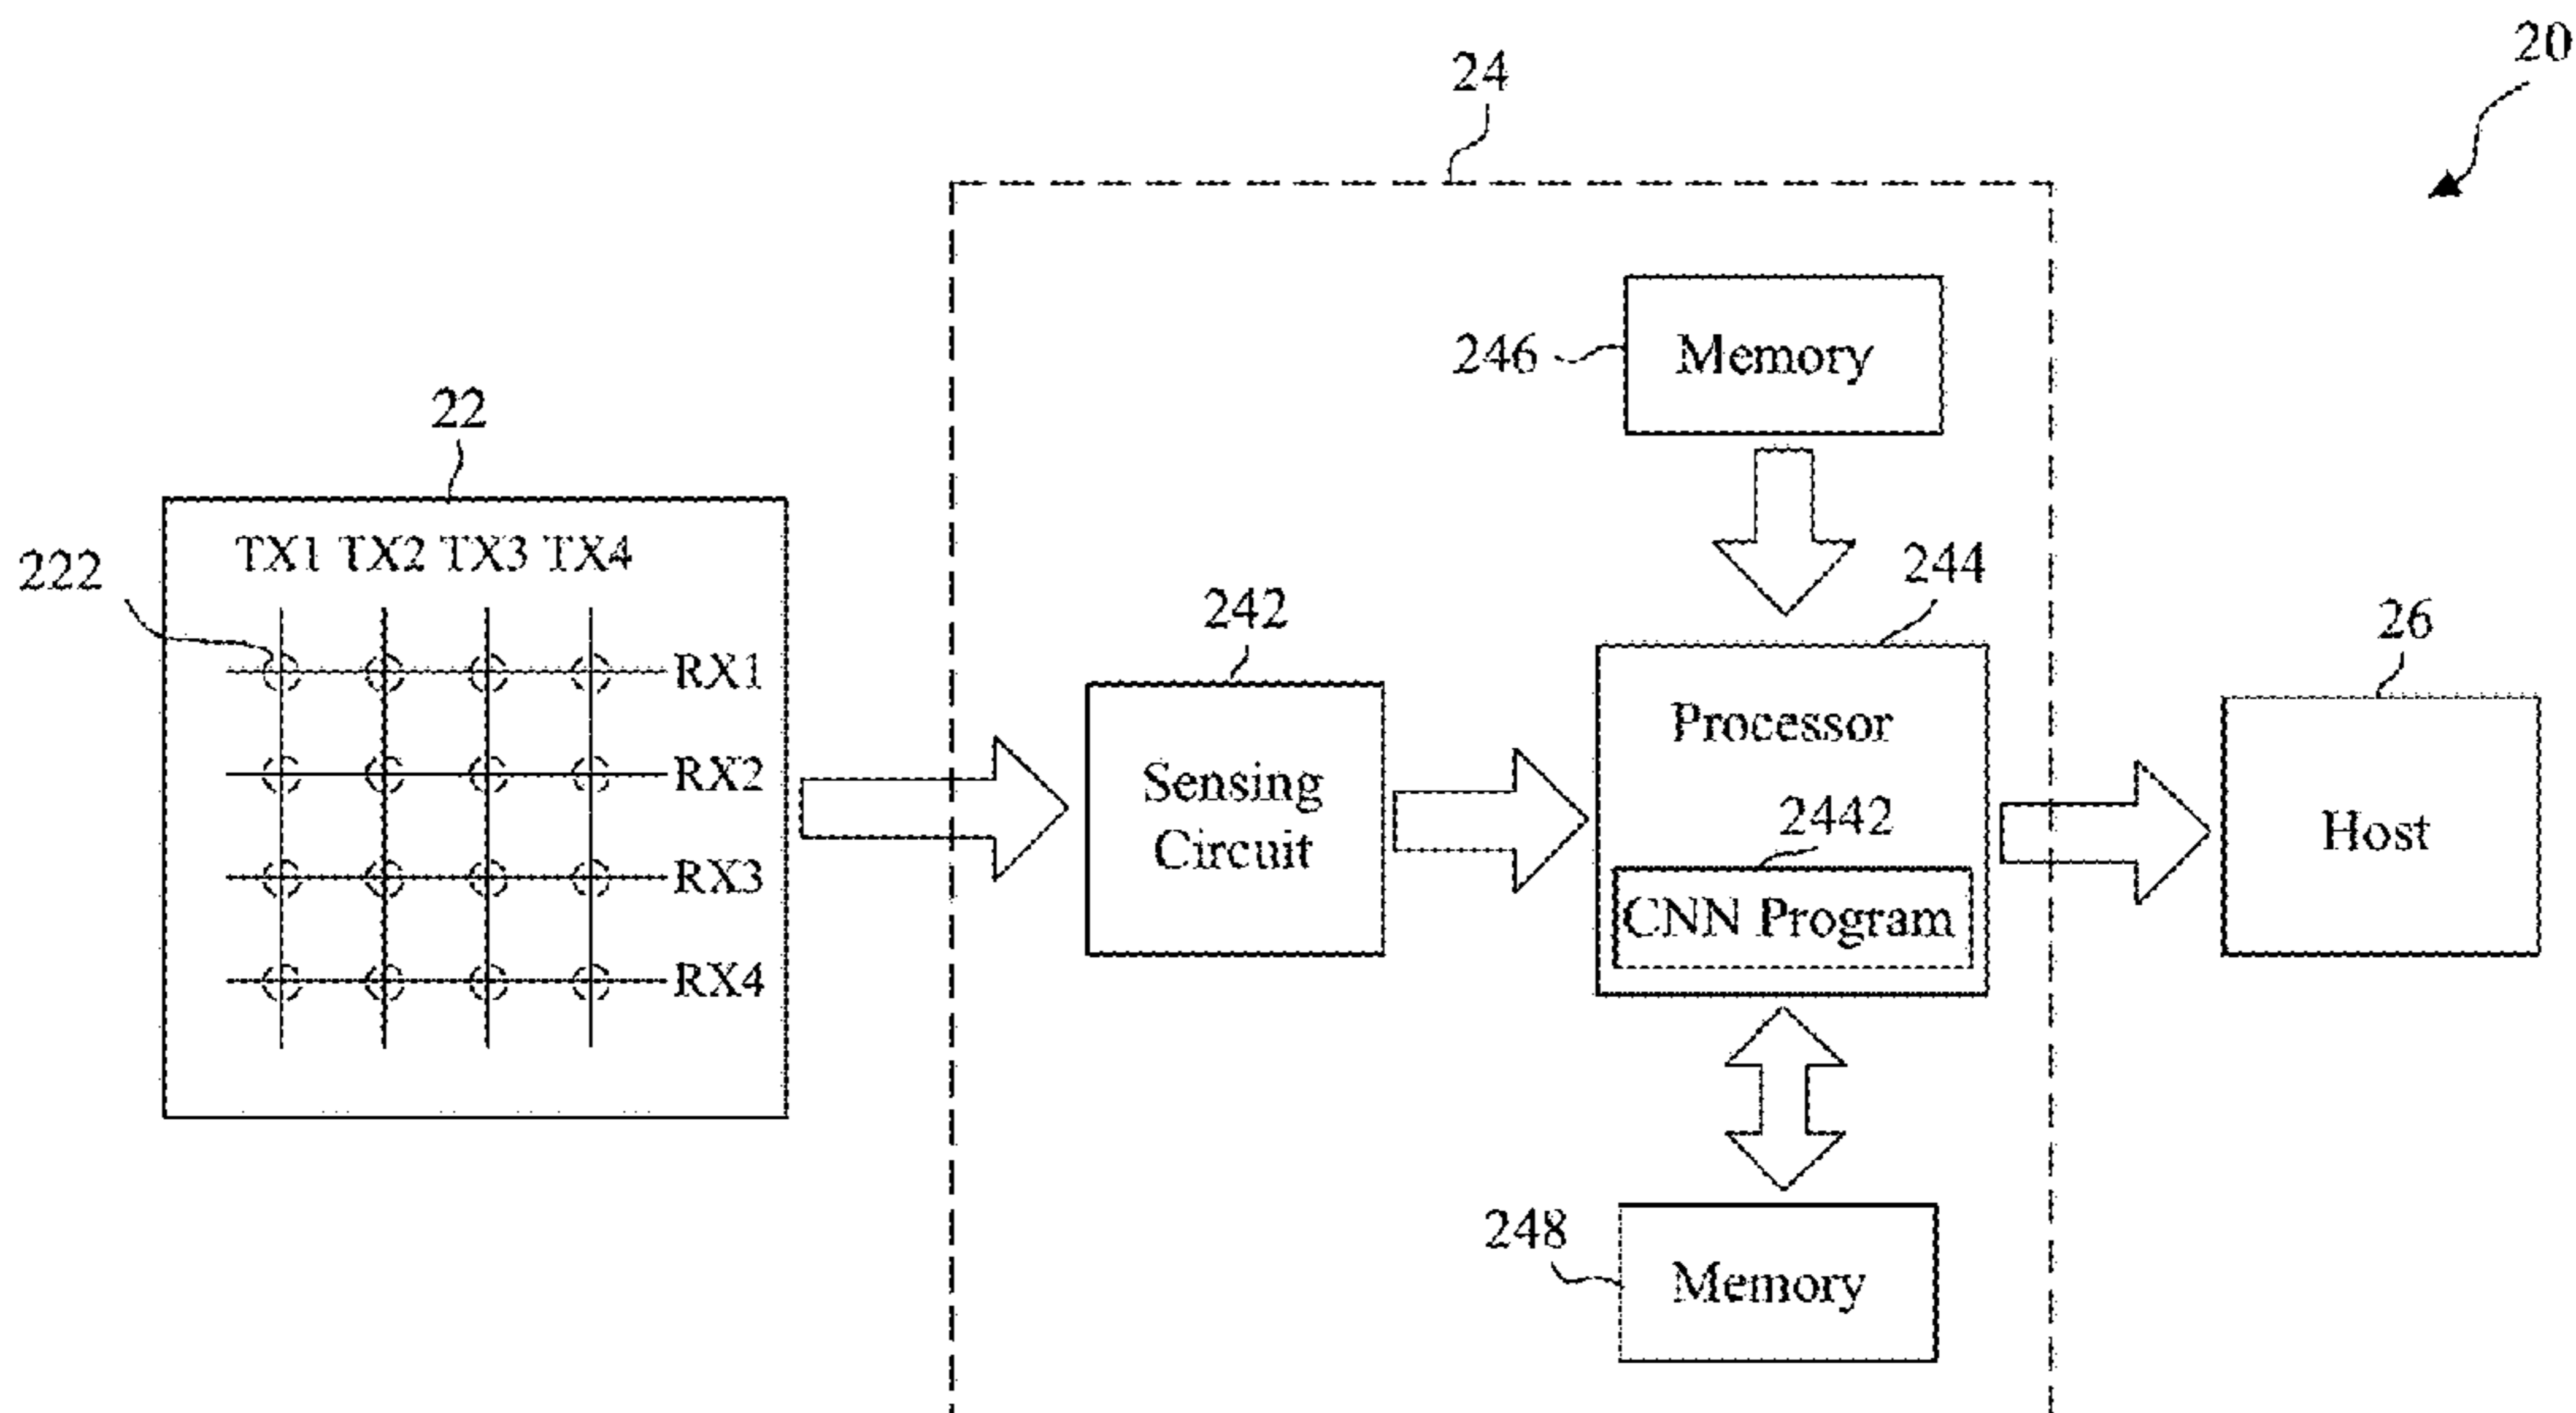 20
24
246
Memory
22
TX1 TX2 TX3 TX4
222
RX1
RX2
RX3
RX4
242
Sensing
Circuit
244
Processor
2442
CNN Program
26
Host
248
Memory